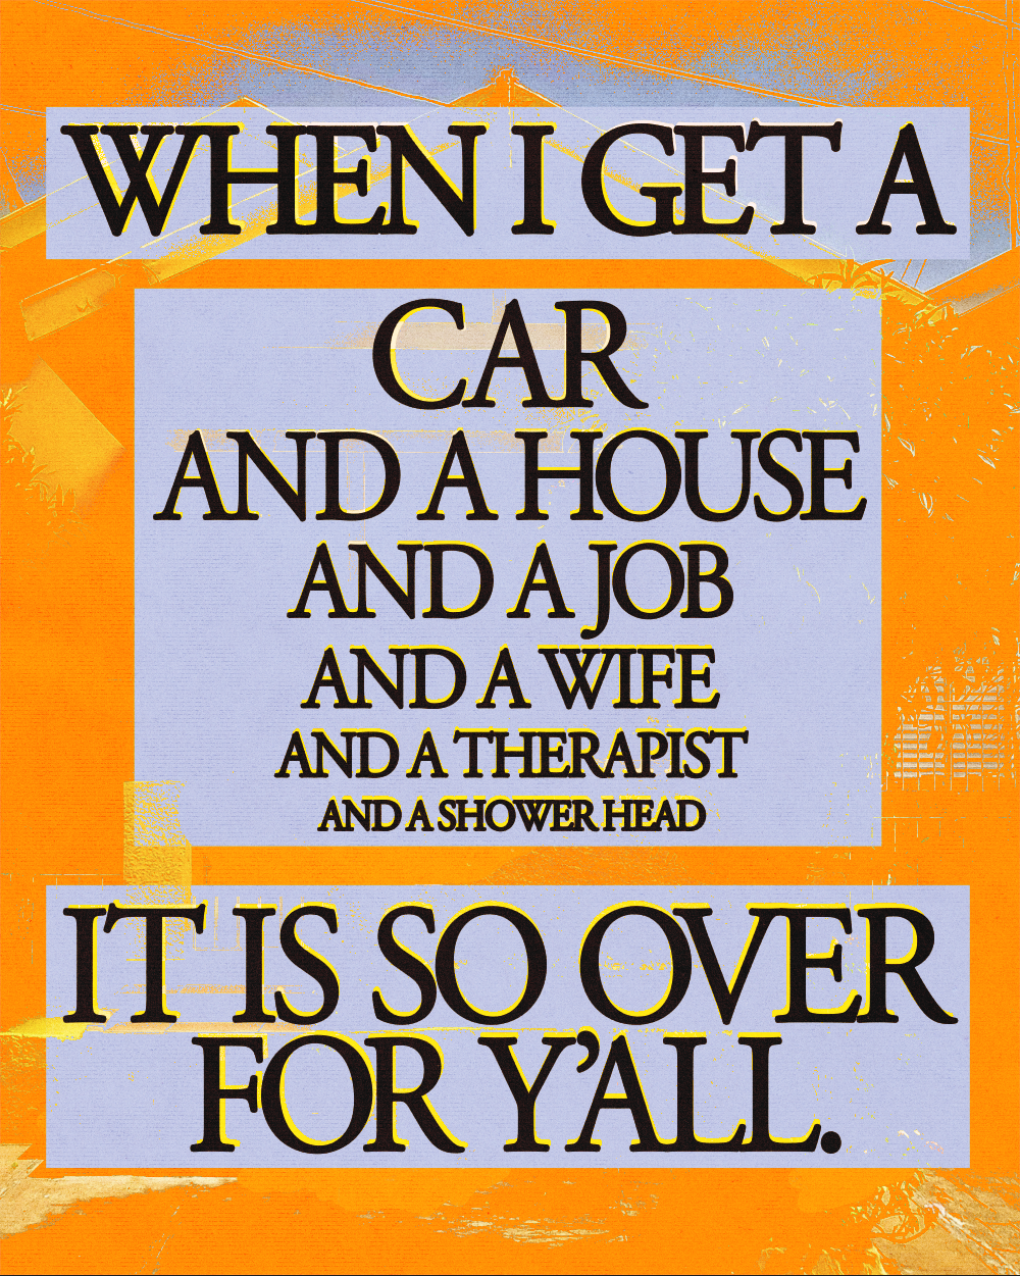 WHEN I GET A
CAR
AND A HOUSE
AND A JOB
AND A WIFE
AND A THERAPIST
AND A SHOWER HEAD
IT IS SO OVER
FOR Y’ALL.